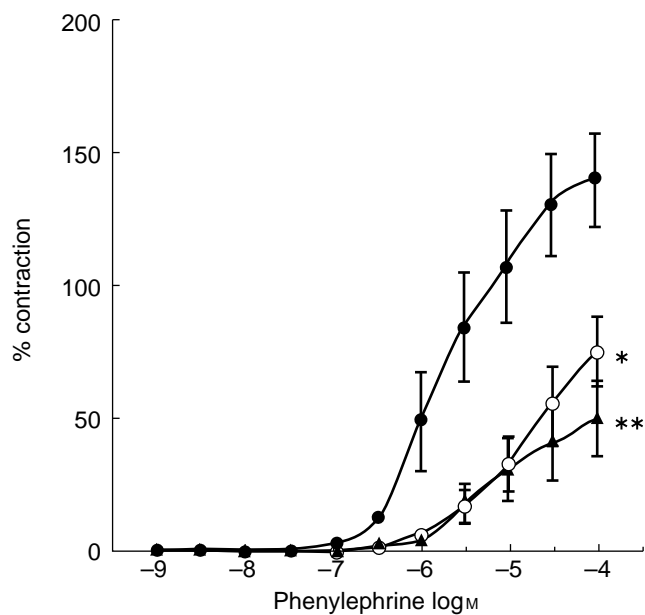 200
150
100
50
0
% contraction
*
**
–9 –8 –7 –6 –5 –4
Phenylephrine logM